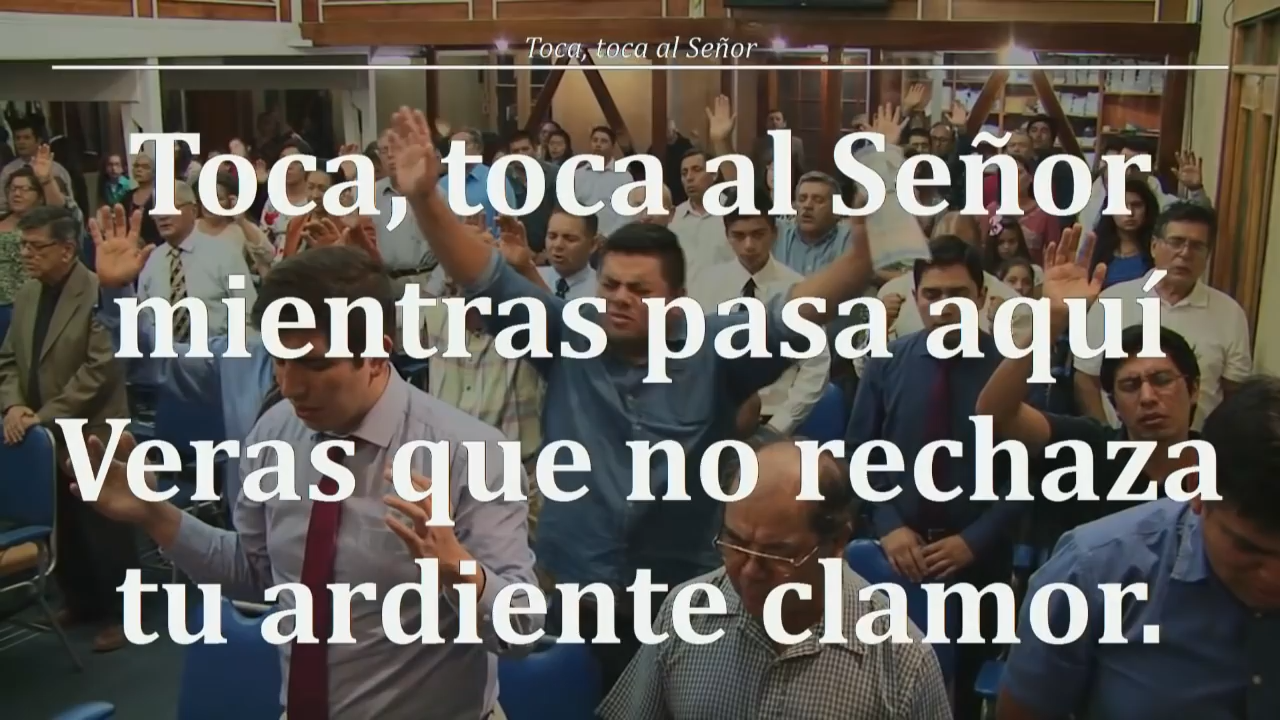 Toca, toca al Señor
Toca, toca al Señor
mientras pasa aquí
Veras que no rechaza
tu ardiente clamor.